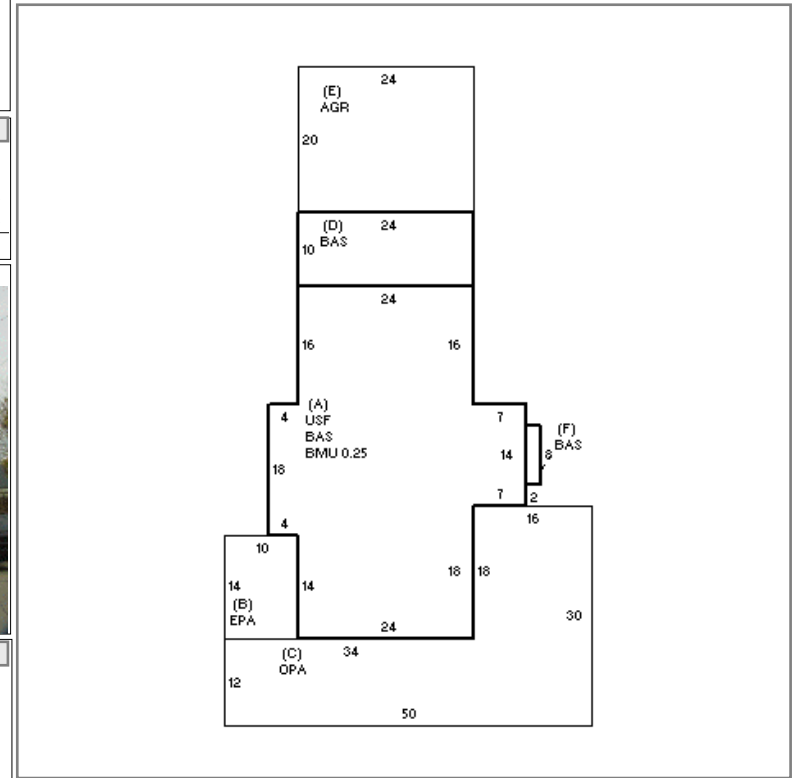 24
(E)
AGR
20
(D) 24
BAS
10
24
16 16
(A)
4 USF 7
BAS
BMU 0.25
(F)
BAS
14 8
18
7 2
4
16
10
14 14 18 18
(B)
EPA
30
24
(C) 34
OPA
12
50